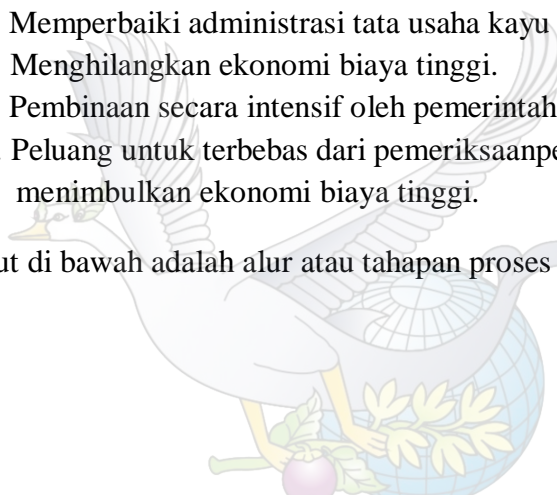 Memperbaiki administrasi tata usaha kayu
Menghilangkan ekonomi biaya tinggi.
Pembinaan secara intensif oleh pemerintah
. Peluang untuk terbebas dari pemeriksaanpe
menimbulkan ekonomi biaya tinggi.
ut di bawah adalah alur atau tahapan proses